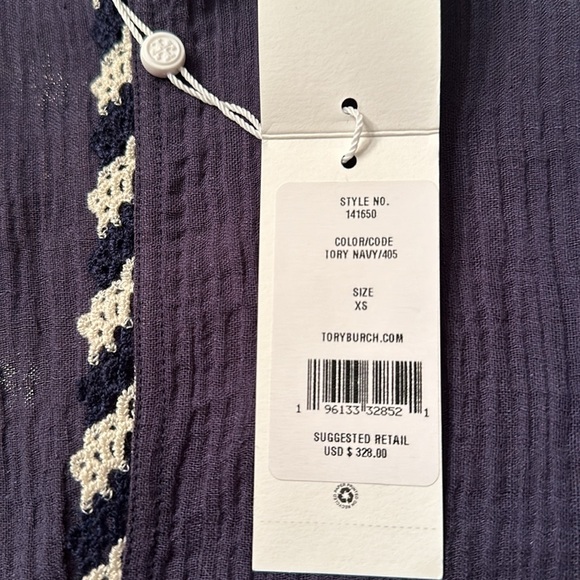 STYLE NO.
141650
COLOR/CODE
TORY NAVY/405
SIZE
XS
TORYBURCH.COM
1 96133 32852 1
SUGGESTED RETAIL
USD $ 328.00